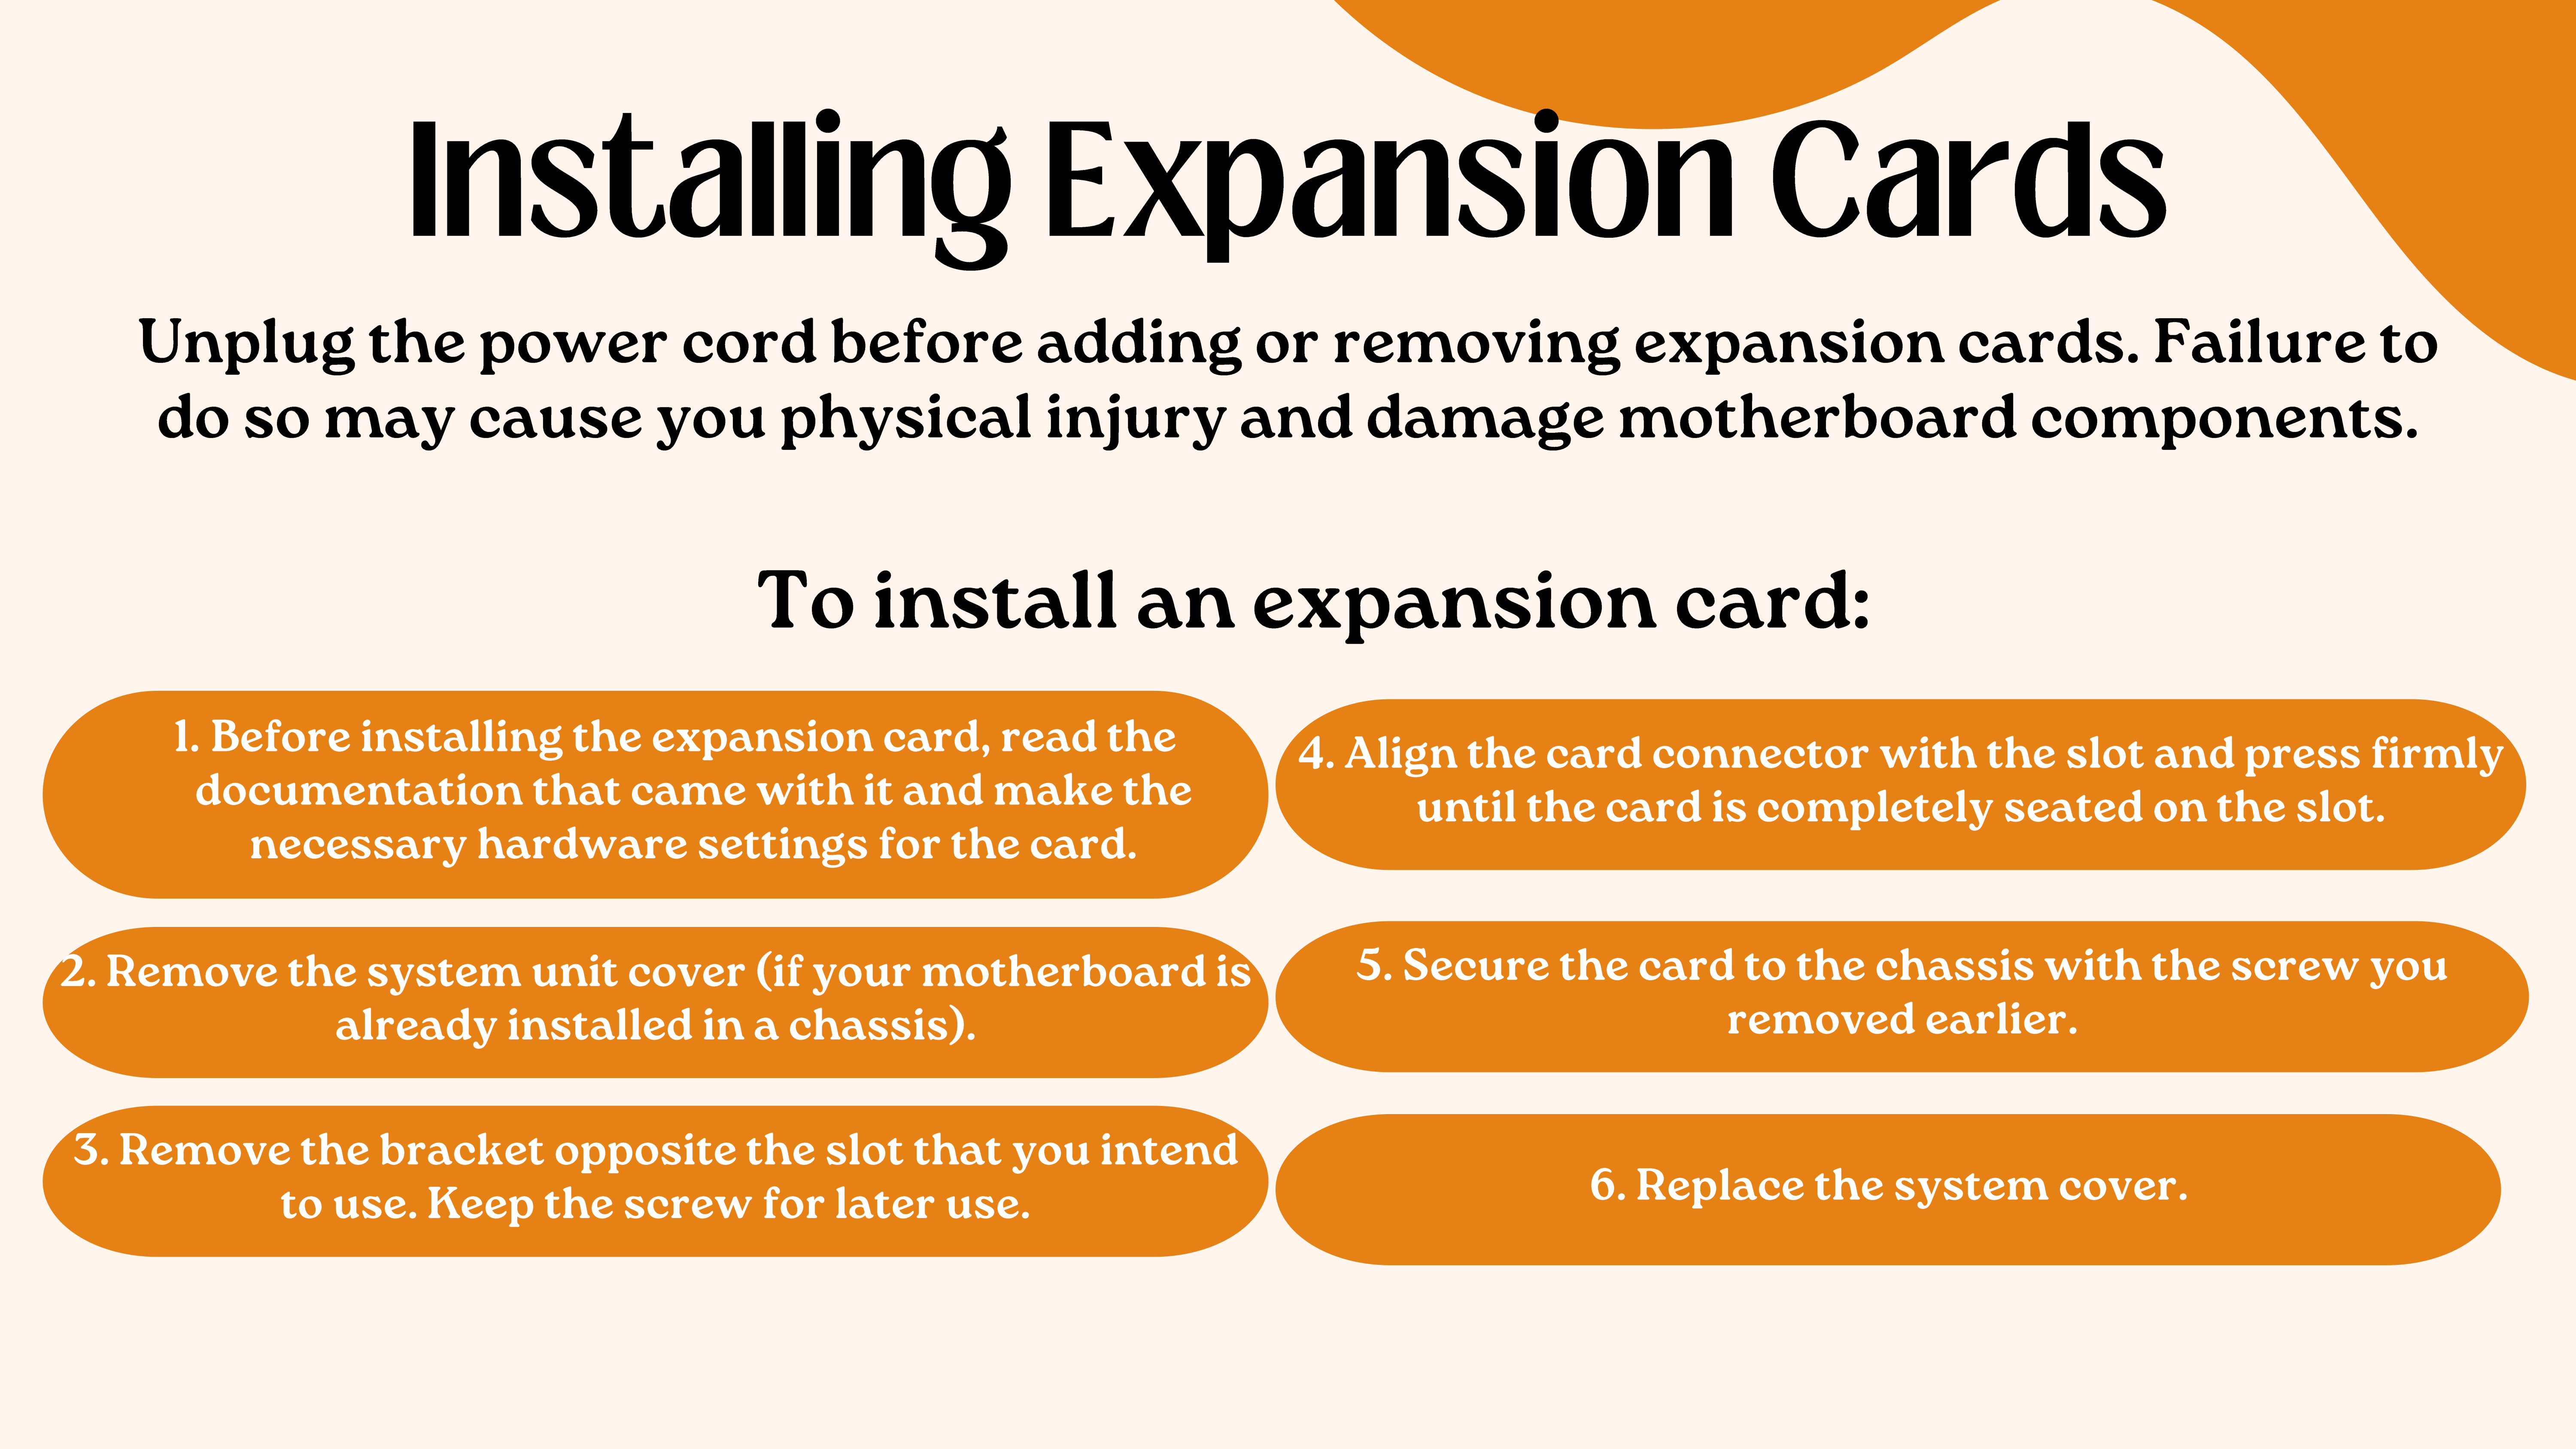 Installing Expansion Cards
Unplug the power cord before adding or removing expansion cards. Failure to
do so may cause you physical injury and damage motherboard components.
To install an expansion card:
1. Before installing the expansion card, read the
documentation that came with it and make the
necessary hardware settings for the card.
2. Remove the system unit cover (if your motherboard is
already installed in a chassis).
3. Remove the bracket opposite the slot that you intend
to use. Keep the screw for later use.
4. Align the card connector with the slot and press firmly
until the card is completely seated on the slot.
5. Secure the card to the chassis with the screw you
removed earlier.
6. Replace the system cover.